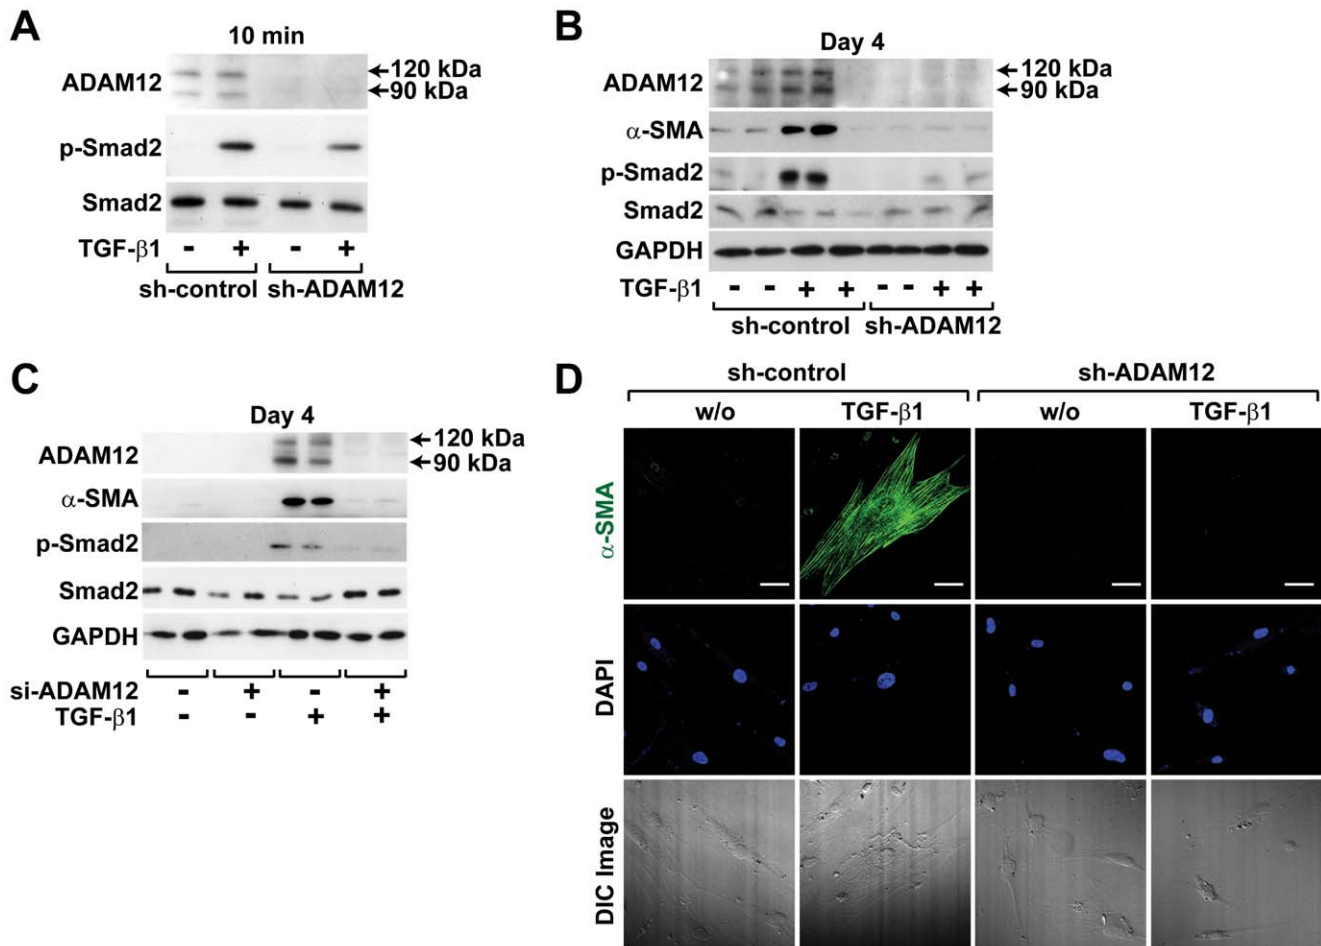 A
10 min
ADAM12
120 kDa
90 kDa
p-Smad2
Smad2
TGF-β1 - + - +
sh-control sh-ADAM12
B
Day 4
ADAM12
120 kDa
90 kDa
α-SMA
p-Smad2
Smad2
GAPDH
TGF-β1 - - + + - - + +
sh-control sh-ADAM12
C
Day 4
ADAM12
120 kDa
90 kDa
α-SMA
p-Smad2
Smad2
GAPDH
si-ADAM12 - + - +
TGF-β1 - - + +
D
sh-control sh-ADAM12
w/o TGF-β1 w/o TGF-β1
α-SMA
DAPI
DIC Image